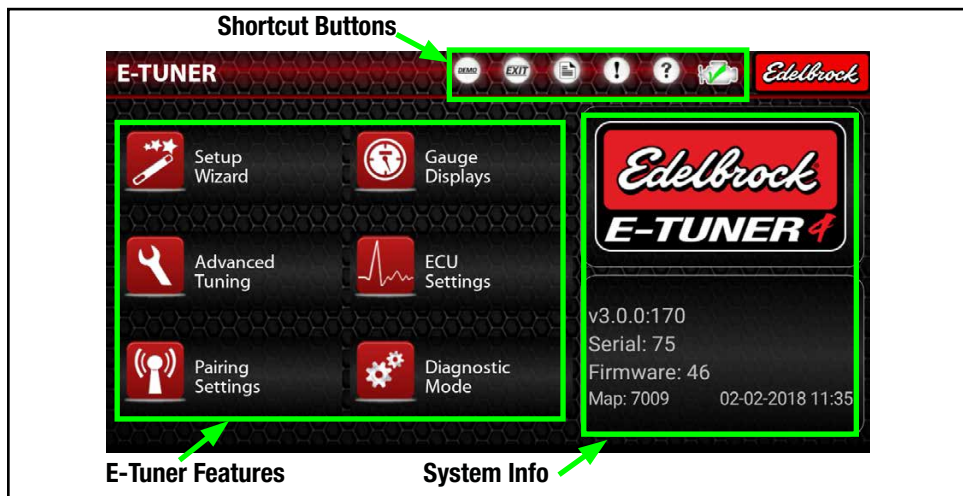 Shortcut Buttons
E-TUNER
DEMO
EXIT
!
?
Edelbrock
Setup
Wizard
Gauge
Displays
Edelbrock
E-TUNER 4
Advanced
Tuning
ECU
Settings
Pairing
Settings
Diagnostic
Mode
v3.0.0:170
Serial: 75
Firmware: 46
Map: 7009 02-02-2018 11:35
E-Tuner Features
System Info